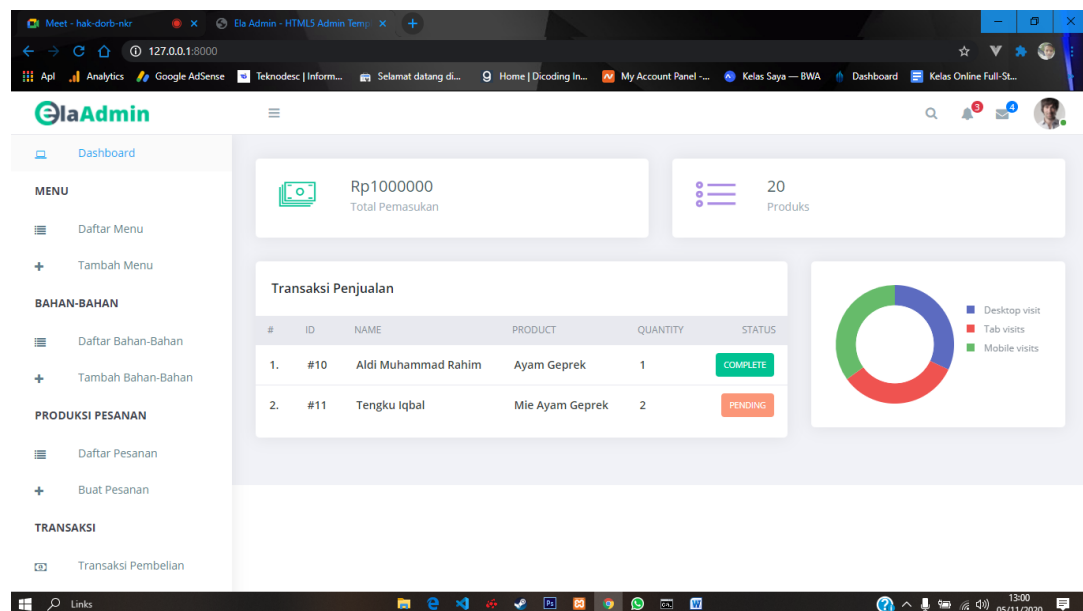 Meet - hak-dorb-nkr
Ela Admin - HTML5 Admin Temp
127.0.0.1:8000
Apl Analytics Google AdSense Teknodesc | Inform... Selamat datang di... Home | Dicoding In... My Account Panel -... Kelas Saya — BWA Dashboard Kelas Online Full-St...
ElaAdmin
3 4
Dashboard
MENU
Daftar Menu
Tambah Menu
BAHAN-BAHAN
Daftar Bahan-Bahan
Tambah Bahan-Bahan
PRODUKSI PESANAN
Daftar Pesanan
Buat Pesanan
TRANSAKSI
Transaksi Pembelian
Rp1000000
Total Pemasukan
20
Produks
Transaksi Penjualan
# ID NAME PRODUCT QUANTITY STATUS
1. #10 Aldi Muhammad Rahim Ayam Geprek 1 COMPLETE
2. #11 Tengku Iqbal Mie Ayam Geprek 2 PENDING
Desktop visit
Tab visits
Mobile visits
Links
Ps
W
13:00
05/11/2020